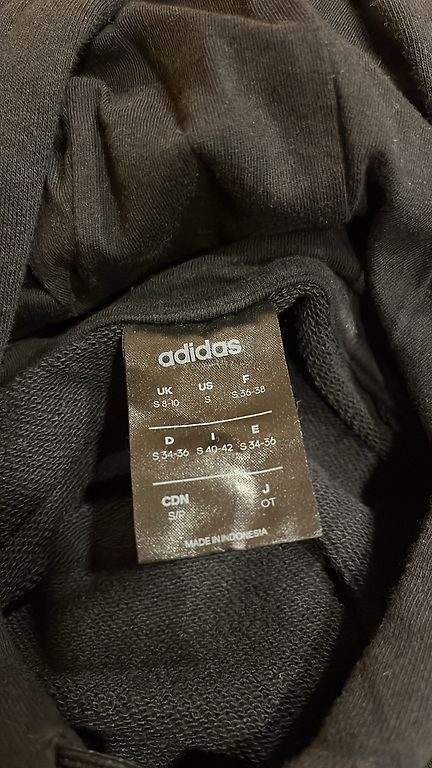 adidas
UK US F
S 8-10 S S 36-38
D I E
S 34-36 S 40-42 S 34-36
CDN J
S/P OT
MADE IN INDONESIA